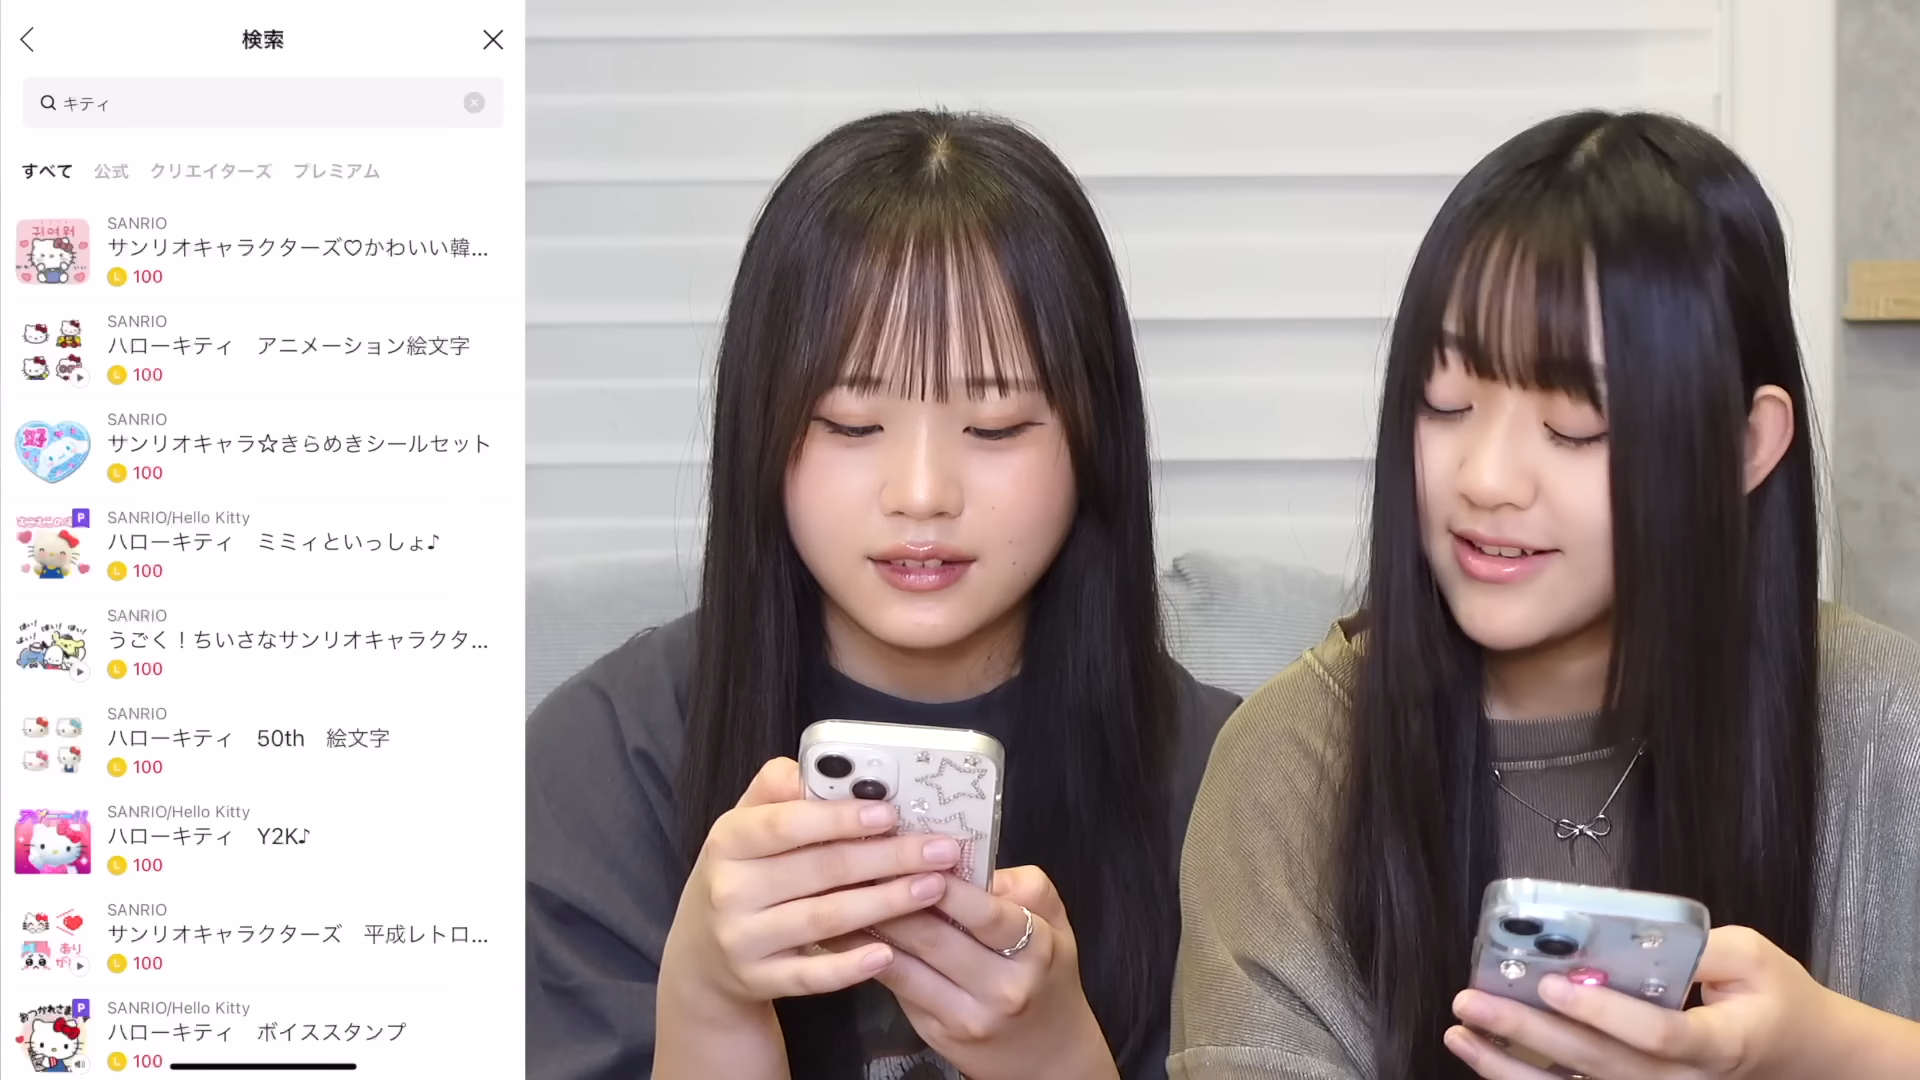 検索
キティ
すべて 公式 クリエイターズ プレミアム
SANRIO
サンリオキャラクターズ♡かわいい韓...
100
SANRIO
ハローキティ アニメーション絵文字
100
SANRIO
サンリオキャラ☆きらめきシールセット
100
SANRIO/Hello Kitty
ハローキティ ミミィといっしょ♪
100
SANRIO
うごく！ちいさなサンリオキャラクタ...
100
SANRIO
ハローキティ 50th 絵文字
100
SANRIO/Hello Kitty
ハローキティ Y2K♪
100
SANRIO
サンリオキャラクターズ 平成レトロ...
100
SANRIO/Hello Kitty
ハローキティ ボイススタンプ
100